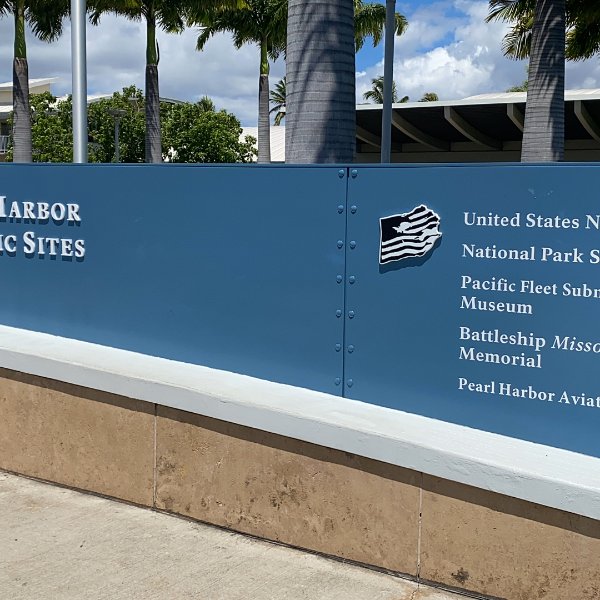 HARBOR
IC SITES
United States N
National Park S
Pacific Fleet Subm
Museum
Battleship Misso
Memorial
Pearl Harbor Aviat